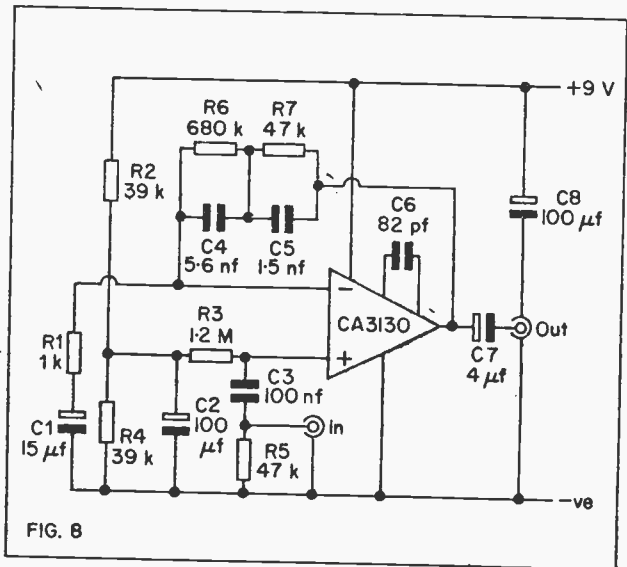 +9 V
R6
680 k
R7
47 k
R2
39 k
C8
100 µf
C6
82 pf
C4
5.6 nf
C5
1.5 nf
−
CA3130
+
R3
1.2 M
R1
1 k
Out
C7
4 µf
C3
100 nf
C1
15 µf
R4
39 k
C2
100
µf
In
R5
47 k
-ve
FIG. 8